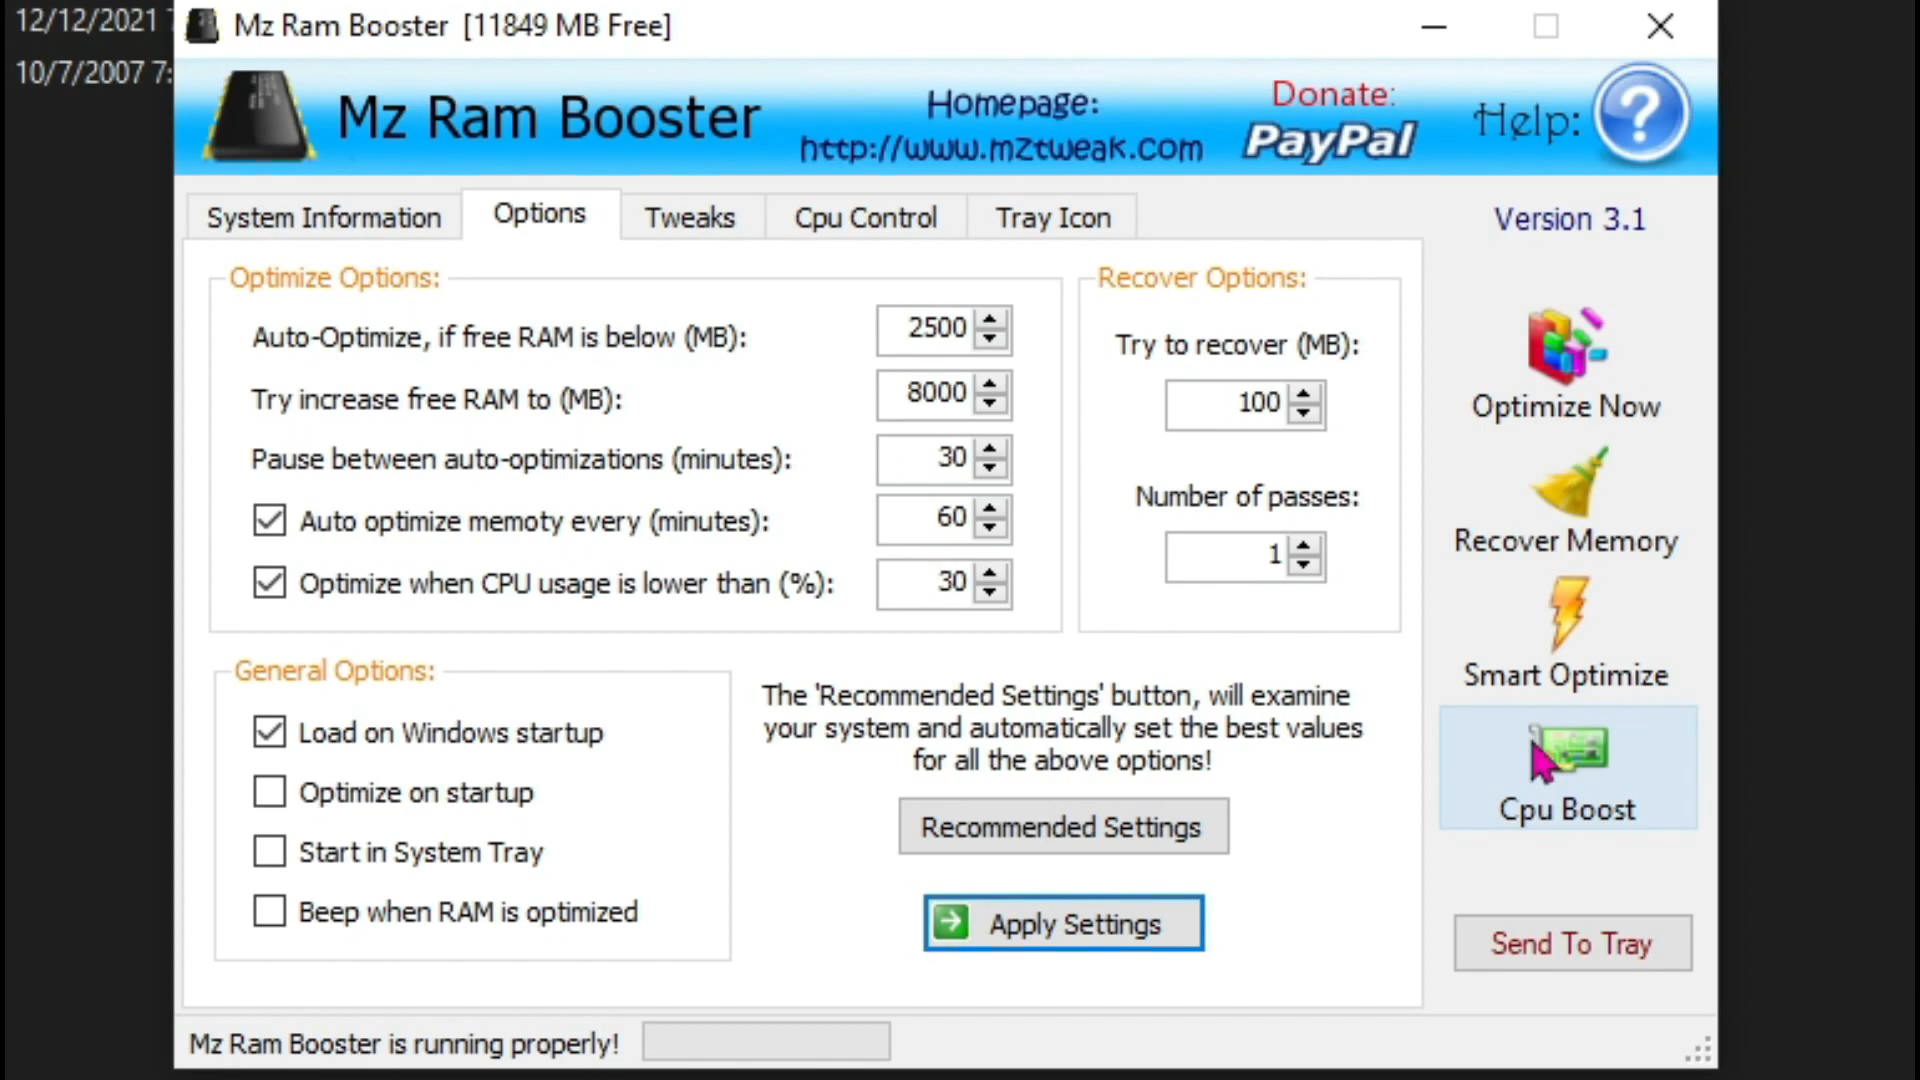 12/12/2021
10/7/2007 7:
Mz Ram Booster [11849 MB Free]
Mz Ram Booster
Homepage:
http://www.mztweak.com
Donate:
PayPal
Help:
?
System Information
Options
Tweaks
Cpu Control
Tray Icon
Version 3.1
Optimize Options:
Auto-Optimize, if free RAM is below (MB): 2500
Try increase free RAM to (MB): 8000
Pause between auto-optimizations (minutes): 30
Auto optimize memoty every (minutes): 60
Optimize when CPU usage is lower than (%): 30
Recover Options:
Try to recover (MB):
100
Number of passes:
1
General Options:
Load on Windows startup
Optimize on startup
Start in System Tray
Beep when RAM is optimized
The 'Recommended Settings' button, will examine
your system and automatically set the best values
for all the above options!
Recommended Settings
Apply Settings
Optimize Now
Recover Memory
Smart Optimize
Cpu Boost
Send To Tray
Mz Ram Booster is running properly!